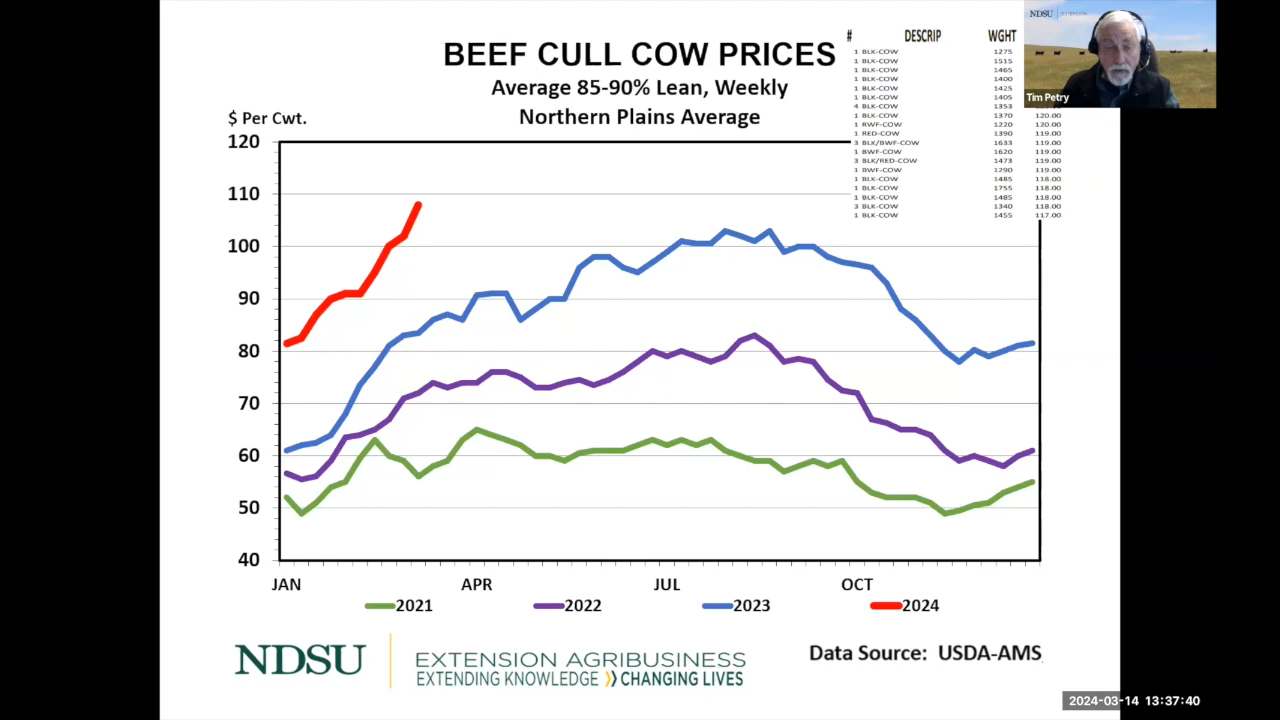 BEEF CULL COW PRICES
Average 85-90% Lean, Weekly
Northern Plains Average
$ Per Cwt.
# DESCRIP WGHT
1 BLK-COW 1275
1 BLK-COW 1515
1 BLK-COW 1465
1 BLK-COW 1400
1 BLK-COW 1425
1 BLK-COW 1405
4 BLK-COW 1353
1 BLK-COW 1370 120.00
1 RWF-COW 1220 120.00
1 RED-COW 1390 119.00
3 BLK/BWF-COW 1633 119.00
1 BWF-COW 1620 119.00
3 BLK/RED-COW 1473 119.00
1 BWF-COW 1290 119.00
1 BLK-COW 1485 118.00
1 BLK-COW 1755 118.00
1 BLK-COW 1485 118.00
3 BLK-COW 1340 118.00
1 BLK-COW 1455 117.00
NDSU EXTENSION
Tim Petry
120
110
100
90
80
70
60
50
40
JAN APR JUL OCT
2021 2022 2023 2024
NDSU
EXTENSION AGRIBUSINESS
EXTENDING KNOWLEDGE CHANGING LIVES
Data Source: USDA-AMS
2024-03-14 13:37:40